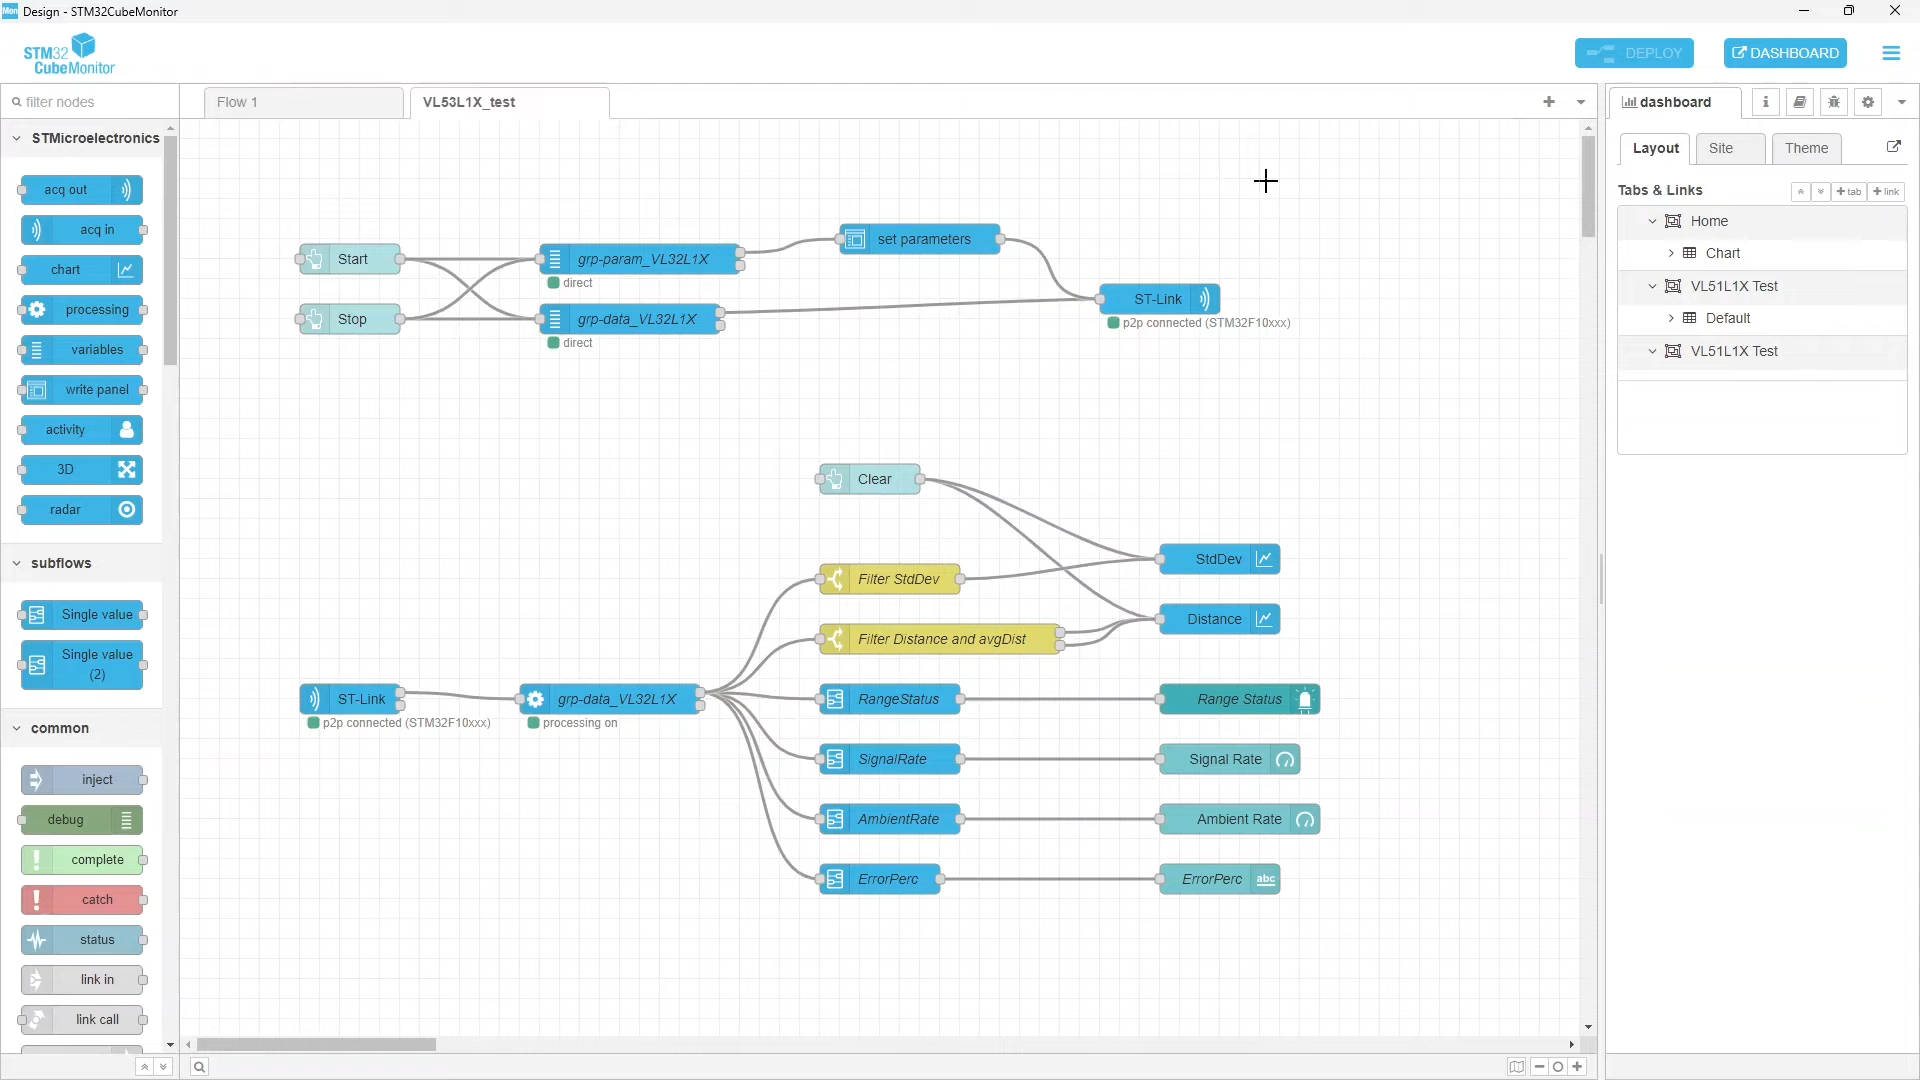 Design - STM32CubeMonitor
STM32
CubeMonitor
DEPLOY
DASHBOARD
filter nodes
Flow 1
VL53L1X_test
dashboard
STMicroelectronics
acq out
acq in
chart
processing
variables
write panel
activity
3D
radar
subflows
Single value
Single value
(2)
common
inject
debug
complete
catch
status
link in
link call
Start
Stop
grp-param_VL32L1X
direct
grp-data_VL32L1X
direct
set parameters
ST-Link
p2p connected (STM32F10xxx)
Clear
StdDev
Filter StdDev
Distance
Filter Distance and avgDist
ST-Link
p2p connected (STM32F10xxx)
grp-data_VL32L1X
processing on
RangeStatus
Range Status
SignalRate
Signal Rate
AmbientRate
Ambient Rate
ErrorPerc
ErrorPerc
abc
Layout
Site
Theme
Tabs & Links
+ tab
+ link
Home
Chart
VL51L1X Test
Default
VL51L1X Test